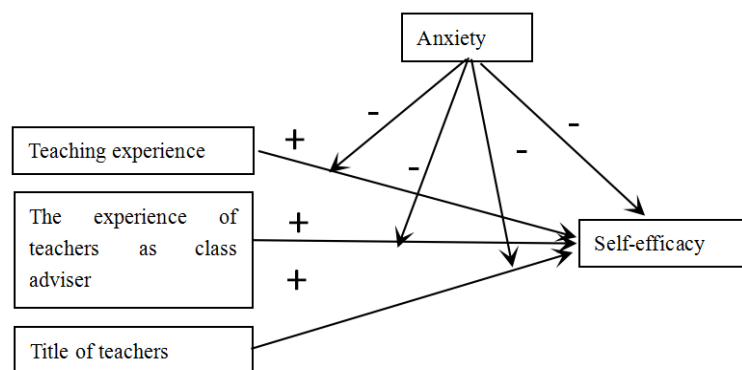 Anxiety
-
-
-
-
+
Teaching experience
The experience of
teachers as class
adviser
+
+
Self-efficacy
Title of teachers